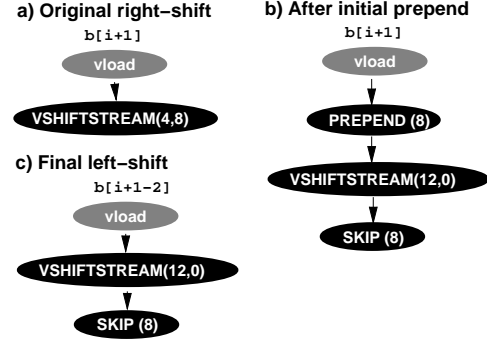 a) Original right-shift
b[i+1]
vload
VSHIFTSTREAM(4,8)
b) After initial prepend
b[i+1]
vload
PREPEND (8)
VSHIFTSTREAM(12,0)
SKIP (8)
c) Final left-shift
b[i+1-2]
vload
VSHIFTSTREAM(12,0)
SKIP (8)